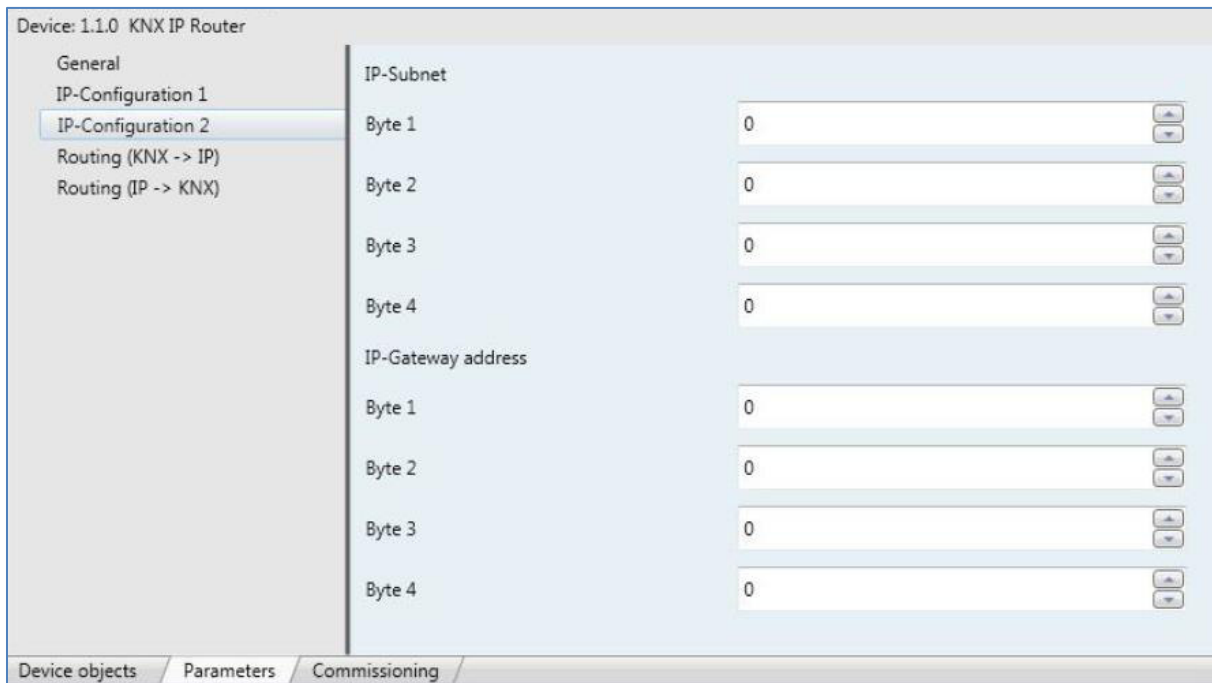 Device: 1.1.0 KNX IP Router
General
IP-Configuration 1
IP-Configuration 2
Routing (KNX -> IP)
Routing (IP -> KNX)
IP-Subnet
Byte 1 0
Byte 2 0
Byte 3 0
Byte 4 0
IP-Gateway address
Byte 1 0
Byte 2 0
Byte 3 0
Byte 4 0
Device objects Parameters Commissioning